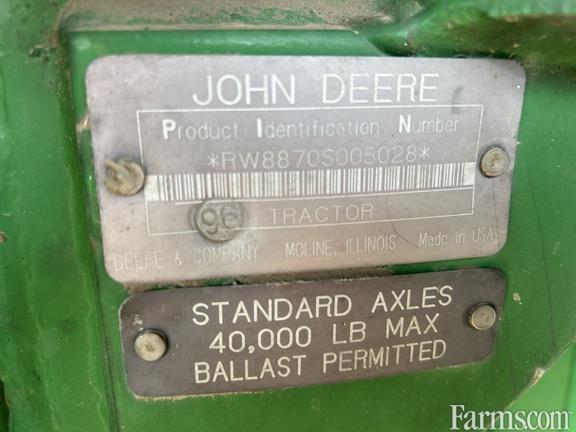 JOHN DEERE
Product Identification Number
*RW8870S005028*
96
TRACTOR
DEERE & COMPANY MOLINE, ILLINOIS Made in USA
STANDARD AXLES
40,000 LB MAX
BALLAST PERMITTED
Farms.com